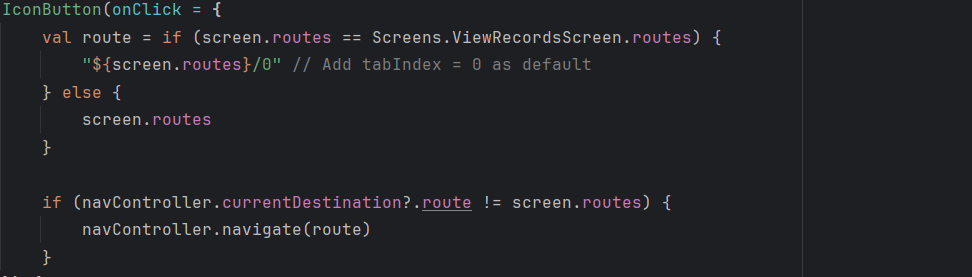 IconButton(onClick = {
    val route = if (screen.routes == Screens.ViewRecordsScreen.routes) {
        "${screen.routes}/0" // Add tabIndex = 0 as default
    } else {
        screen.routes
    }

    if (navController.currentDestination?.route != screen.routes) {
        navController.navigate(route)
    }